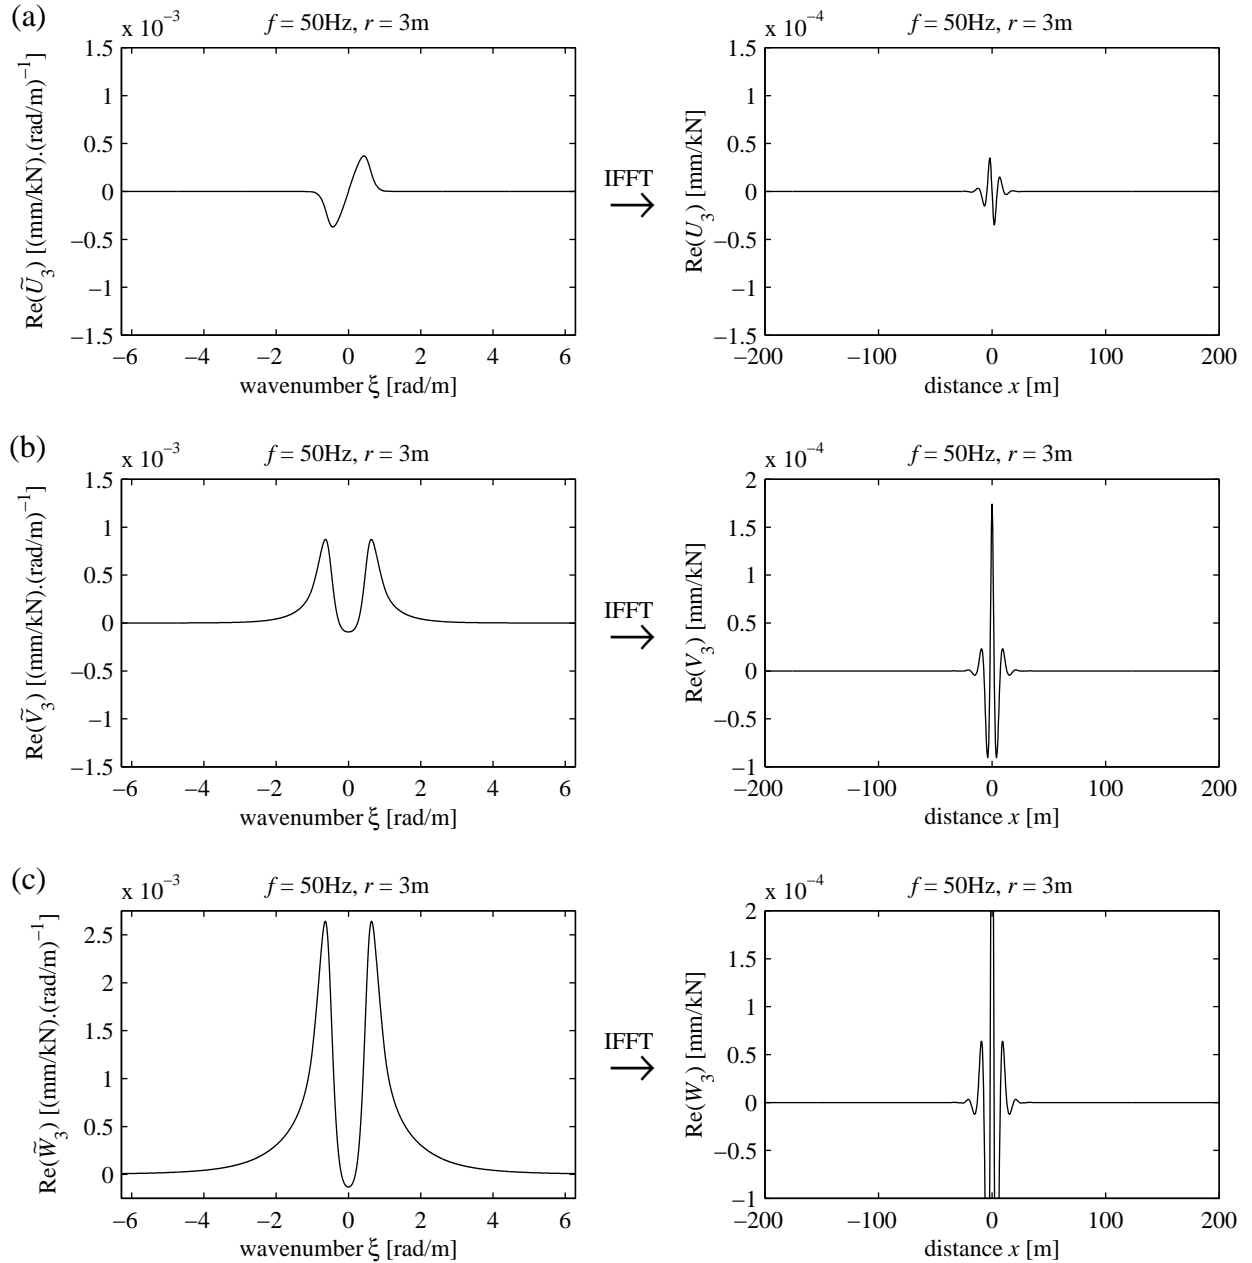 (a)
x 10−3
f = 50Hz, r = 3m
Re(Ũ3) [(mm/kN).(rad/m)−1]
1.5
1
0.5
0
−0.5
−1
−1.5
−6 −4 −2 0 2 4 6
wavenumber ξ [rad/m]
IFFT
x 10−4
f = 50Hz, r = 3m
Re(U3) [mm/kN]
1.5
1
0.5
0
−0.5
−1
−1.5
−200 −100 0 100 200
distance x [m]
(b)
x 10−3
f = 50Hz, r = 3m
Re(Ṽ3) [(mm/kN).(rad/m)−1]
1.5
1
0.5
0
−0.5
−1
−1.5
−6 −4 −2 0 2 4 6
wavenumber ξ [rad/m]
IFFT
x 10−4
f = 50Hz, r = 3m
Re(V3) [mm/kN]
2
1.5
1
0.5
0
−0.5
−1
−200 −100 0 100 200
distance x [m]
(c)
x 10−3
f = 50Hz, r = 3m
Re(W̃3) [(mm/kN).(rad/m)−1]
2.5
2
1.5
1
0.5
0
−6 −4 −2 0 2 4 6
wavenumber ξ [rad/m]
IFFT
x 10−4
f = 50Hz, r = 3m
Re(W3) [mm/kN]
2
1.5
1
0.5
0
−0.5
−1
−200 −100 0 100 200
distance x [m]